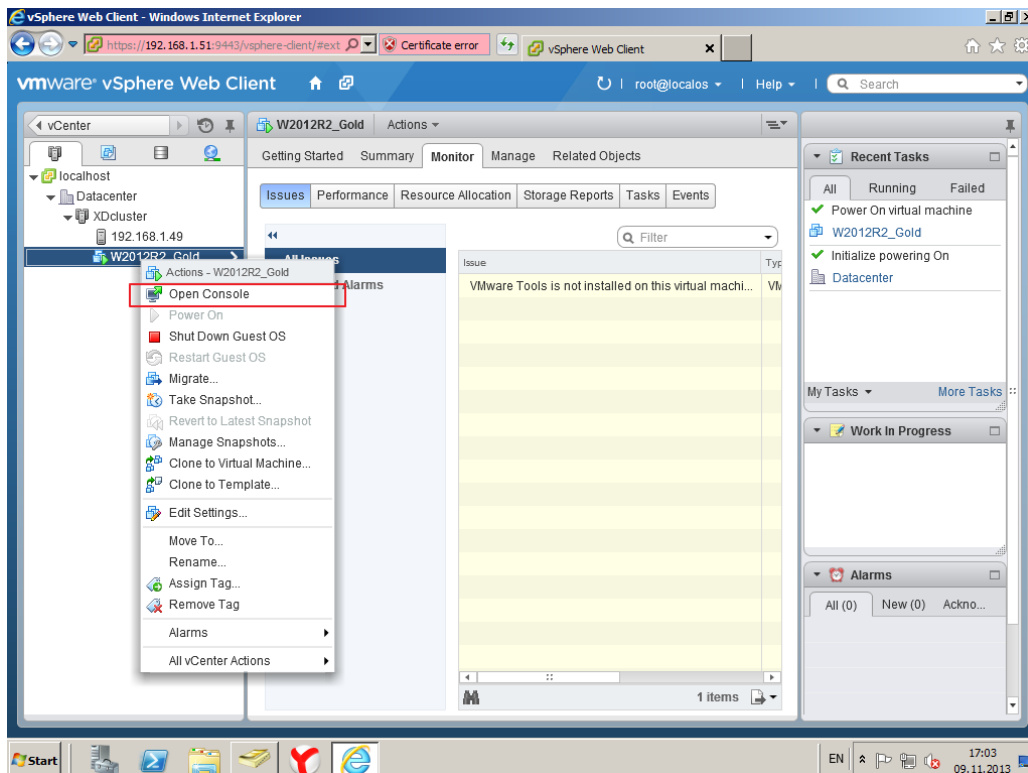 vSphere Web Client - Windows Internet Explorer
https://192.168.1.51:9443/vsphere-client/#ext
Certificate error
vSphere Web Client
vmware® vSphere Web Client
root@localos
Help
Search
vCenter
localhost
Datacenter
XDcluster
192.168.1.49
W2012R2_Gold
Actions - W2012R2_Gold
Open Console
Power On
Shut Down Guest OS
Restart Guest OS
Migrate...
Take Snapshot...
Revert to Latest Snapshot
Manage Snapshots...
Clone to Virtual Machine...
Clone to Template...
Edit Settings...
Move To...
Rename...
Assign Tag...
Remove Tag
Alarms
All vCenter Actions
W2012R2_Gold Actions
Getting Started Summary Monitor Manage Related Objects
Issues Performance Resource Allocation Storage Reports Tasks Events
All Issues
Alarms
Filter
Issue Typ
VMware Tools is not installed on this virtual machi... VM
1 items
Recent Tasks
All Running Failed
Power On virtual machine
W2012R2_Gold
Initialize powering On
Datacenter
My Tasks More Tasks
Work In Progress
Alarms
All (0) New (0) Ackno...
Start
EN
17:03
09.11.2013